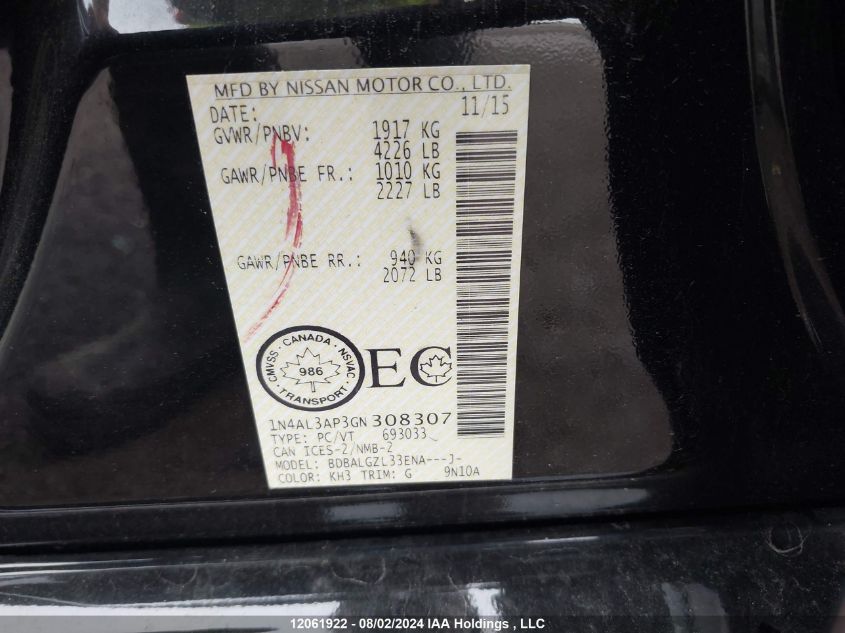 MFD BY NISSAN MOTOR CO., LTD.
DATE: 11/15
GVWR/PNBV: 1917 KG
4226 LB
GAWR/PNBE FR.: 1010 KG
2227 LB
GAWR/PNBE RR.: 940 KG
2072 LB
CMVSS · CANADA · NSVAC · TRANSPORT ·
986
EC
1N4AL3AP3GN308307
TYPE: PC/VT 693033
CAN ICES-2/NMB-2
MODEL: BDBALGZL33ENA---J-
COLOR: KH3 TRIM: G 9N10A
12061922 - 08/02/2024 IAA Holdings , LLC